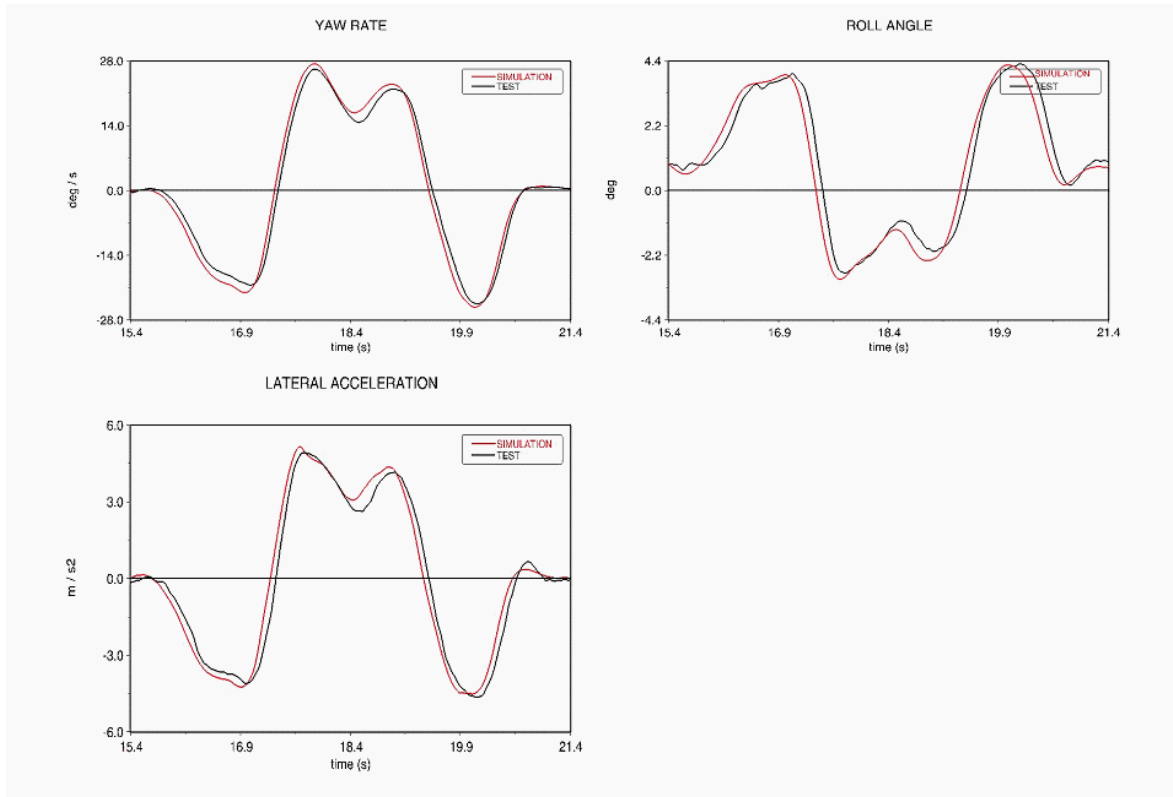 YAW RATE
28.0
14.0
0.0
-14.0
-28.0
deg / s
15.4 16.9 18.4 19.9 21.4
time (s)
SIMULATION
TEST
ROLL ANGLE
4.4
2.2
0.0
-2.2
-4.4
deg
15.4 16.9 18.4 19.9 21.4
time (s)
SIMULATION
TEST
LATERAL ACCELERATION
6.0
3.0
0.0
-3.0
-6.0
m / s2
15.4 16.9 18.4 19.9 21.4
time (s)
SIMULATION
TEST